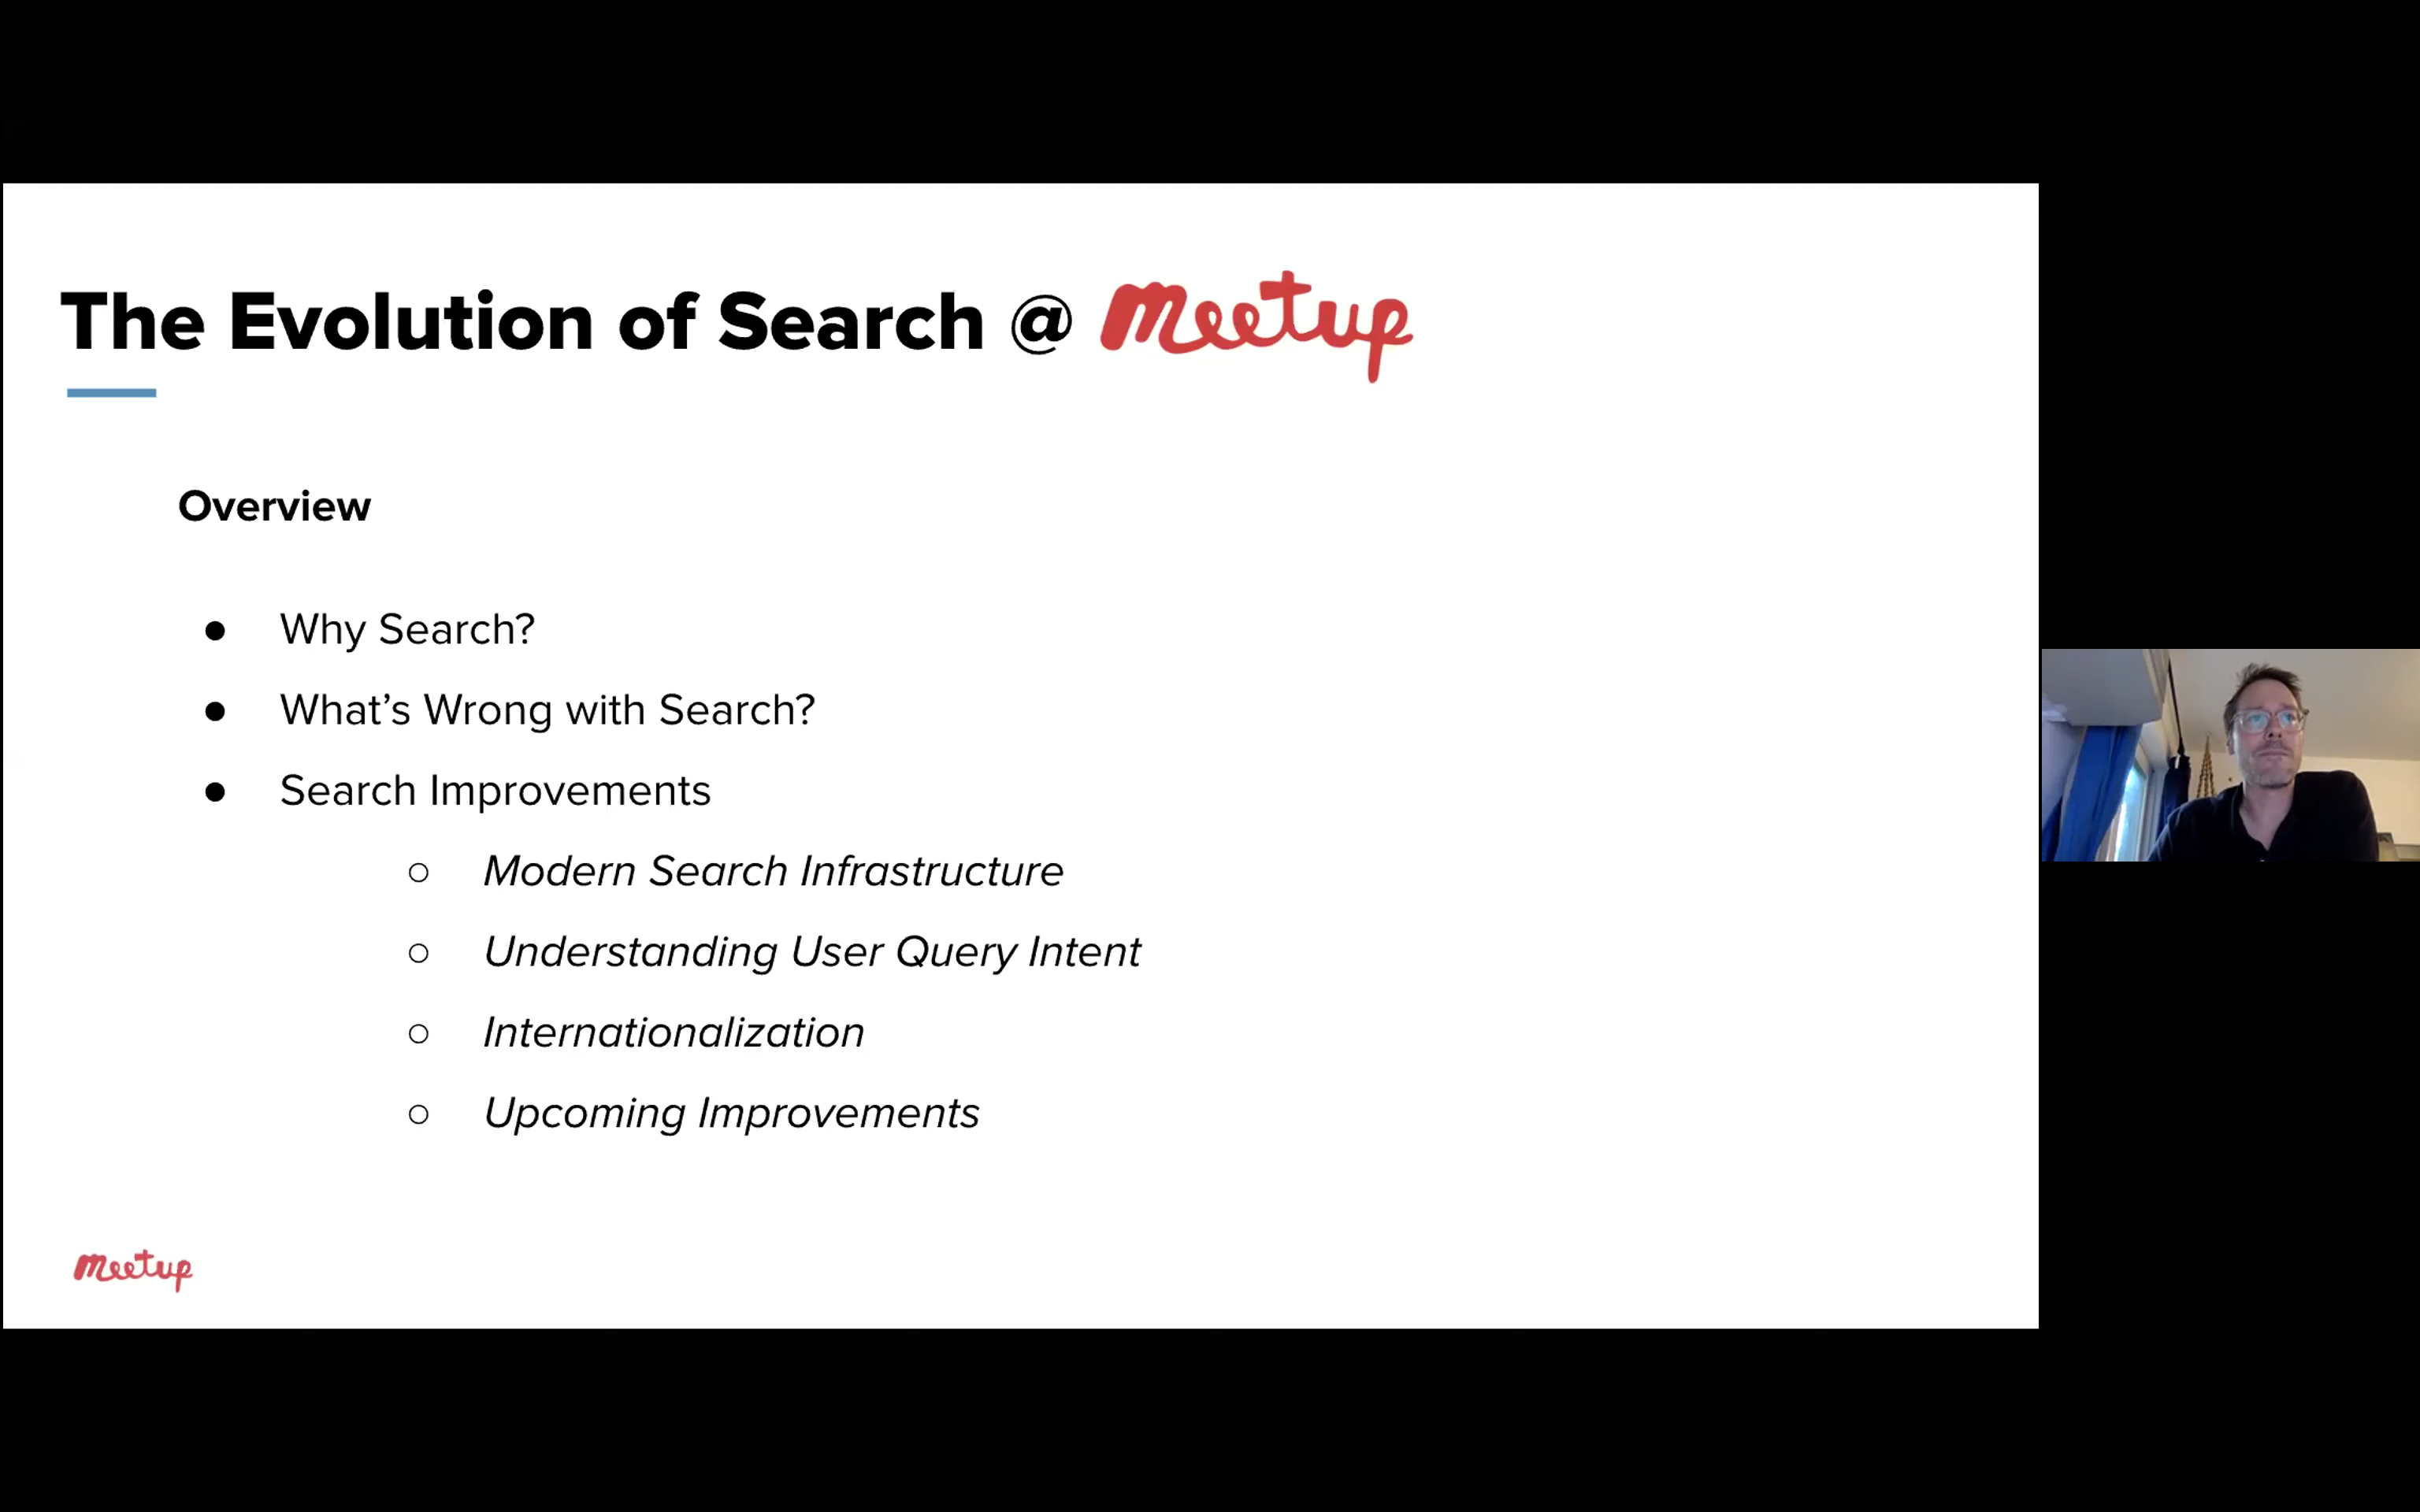 The Evolution of Search @ meetup
Overview
● Why Search?
● What’s Wrong with Search?
● Search Improvements
○ Modern Search Infrastructure
○ Understanding User Query Intent
○ Internationalization
○ Upcoming Improvements
meetup